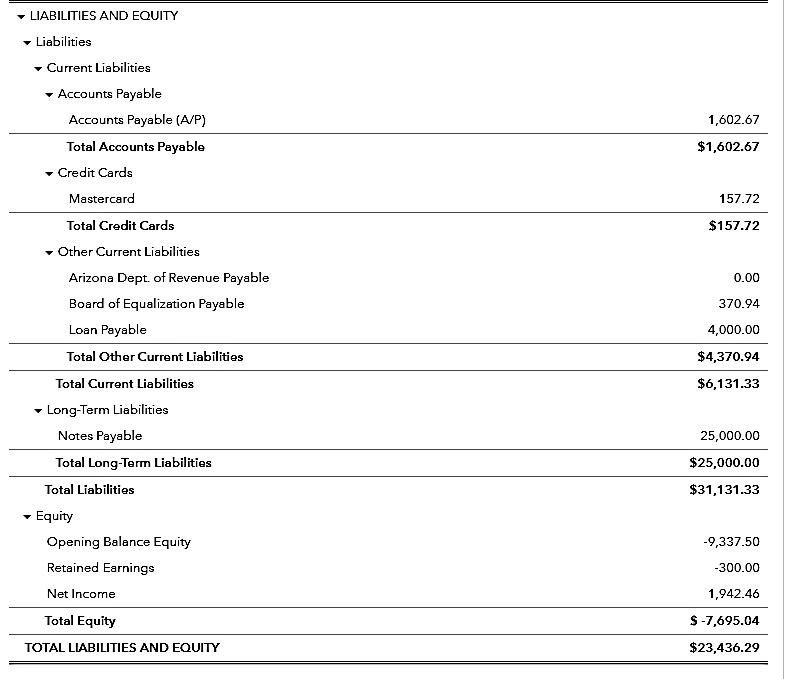 LIABILITIES AND EQUITY
Liabilities
Current Liabilities
Accounts Payable
Accounts Payable (A/P) 1,602.67
Total Accounts Payable $1,602.67
Credit Cards
Mastercard 157.72
Total Credit Cards $157.72
Other Current Liabilities
Arizona Dept. of Revenue Payable 0.00
Board of Equalization Payable 370.94
Loan Payable 4,000.00
Total Other Current Liabilities $4,370.94
Total Current Liabilities $6,131.33
Long-Term Liabilities
Notes Payable 25,000.00
Total Long-Term Liabilities $25,000.00
Total Liabilities $31,131.33
Equity
Opening Balance Equity -9,337.50
Retained Earnings -300.00
Net Income 1,942.46
Total Equity $ -7,695.04
TOTAL LIABILITIES AND EQUITY $23,436.29